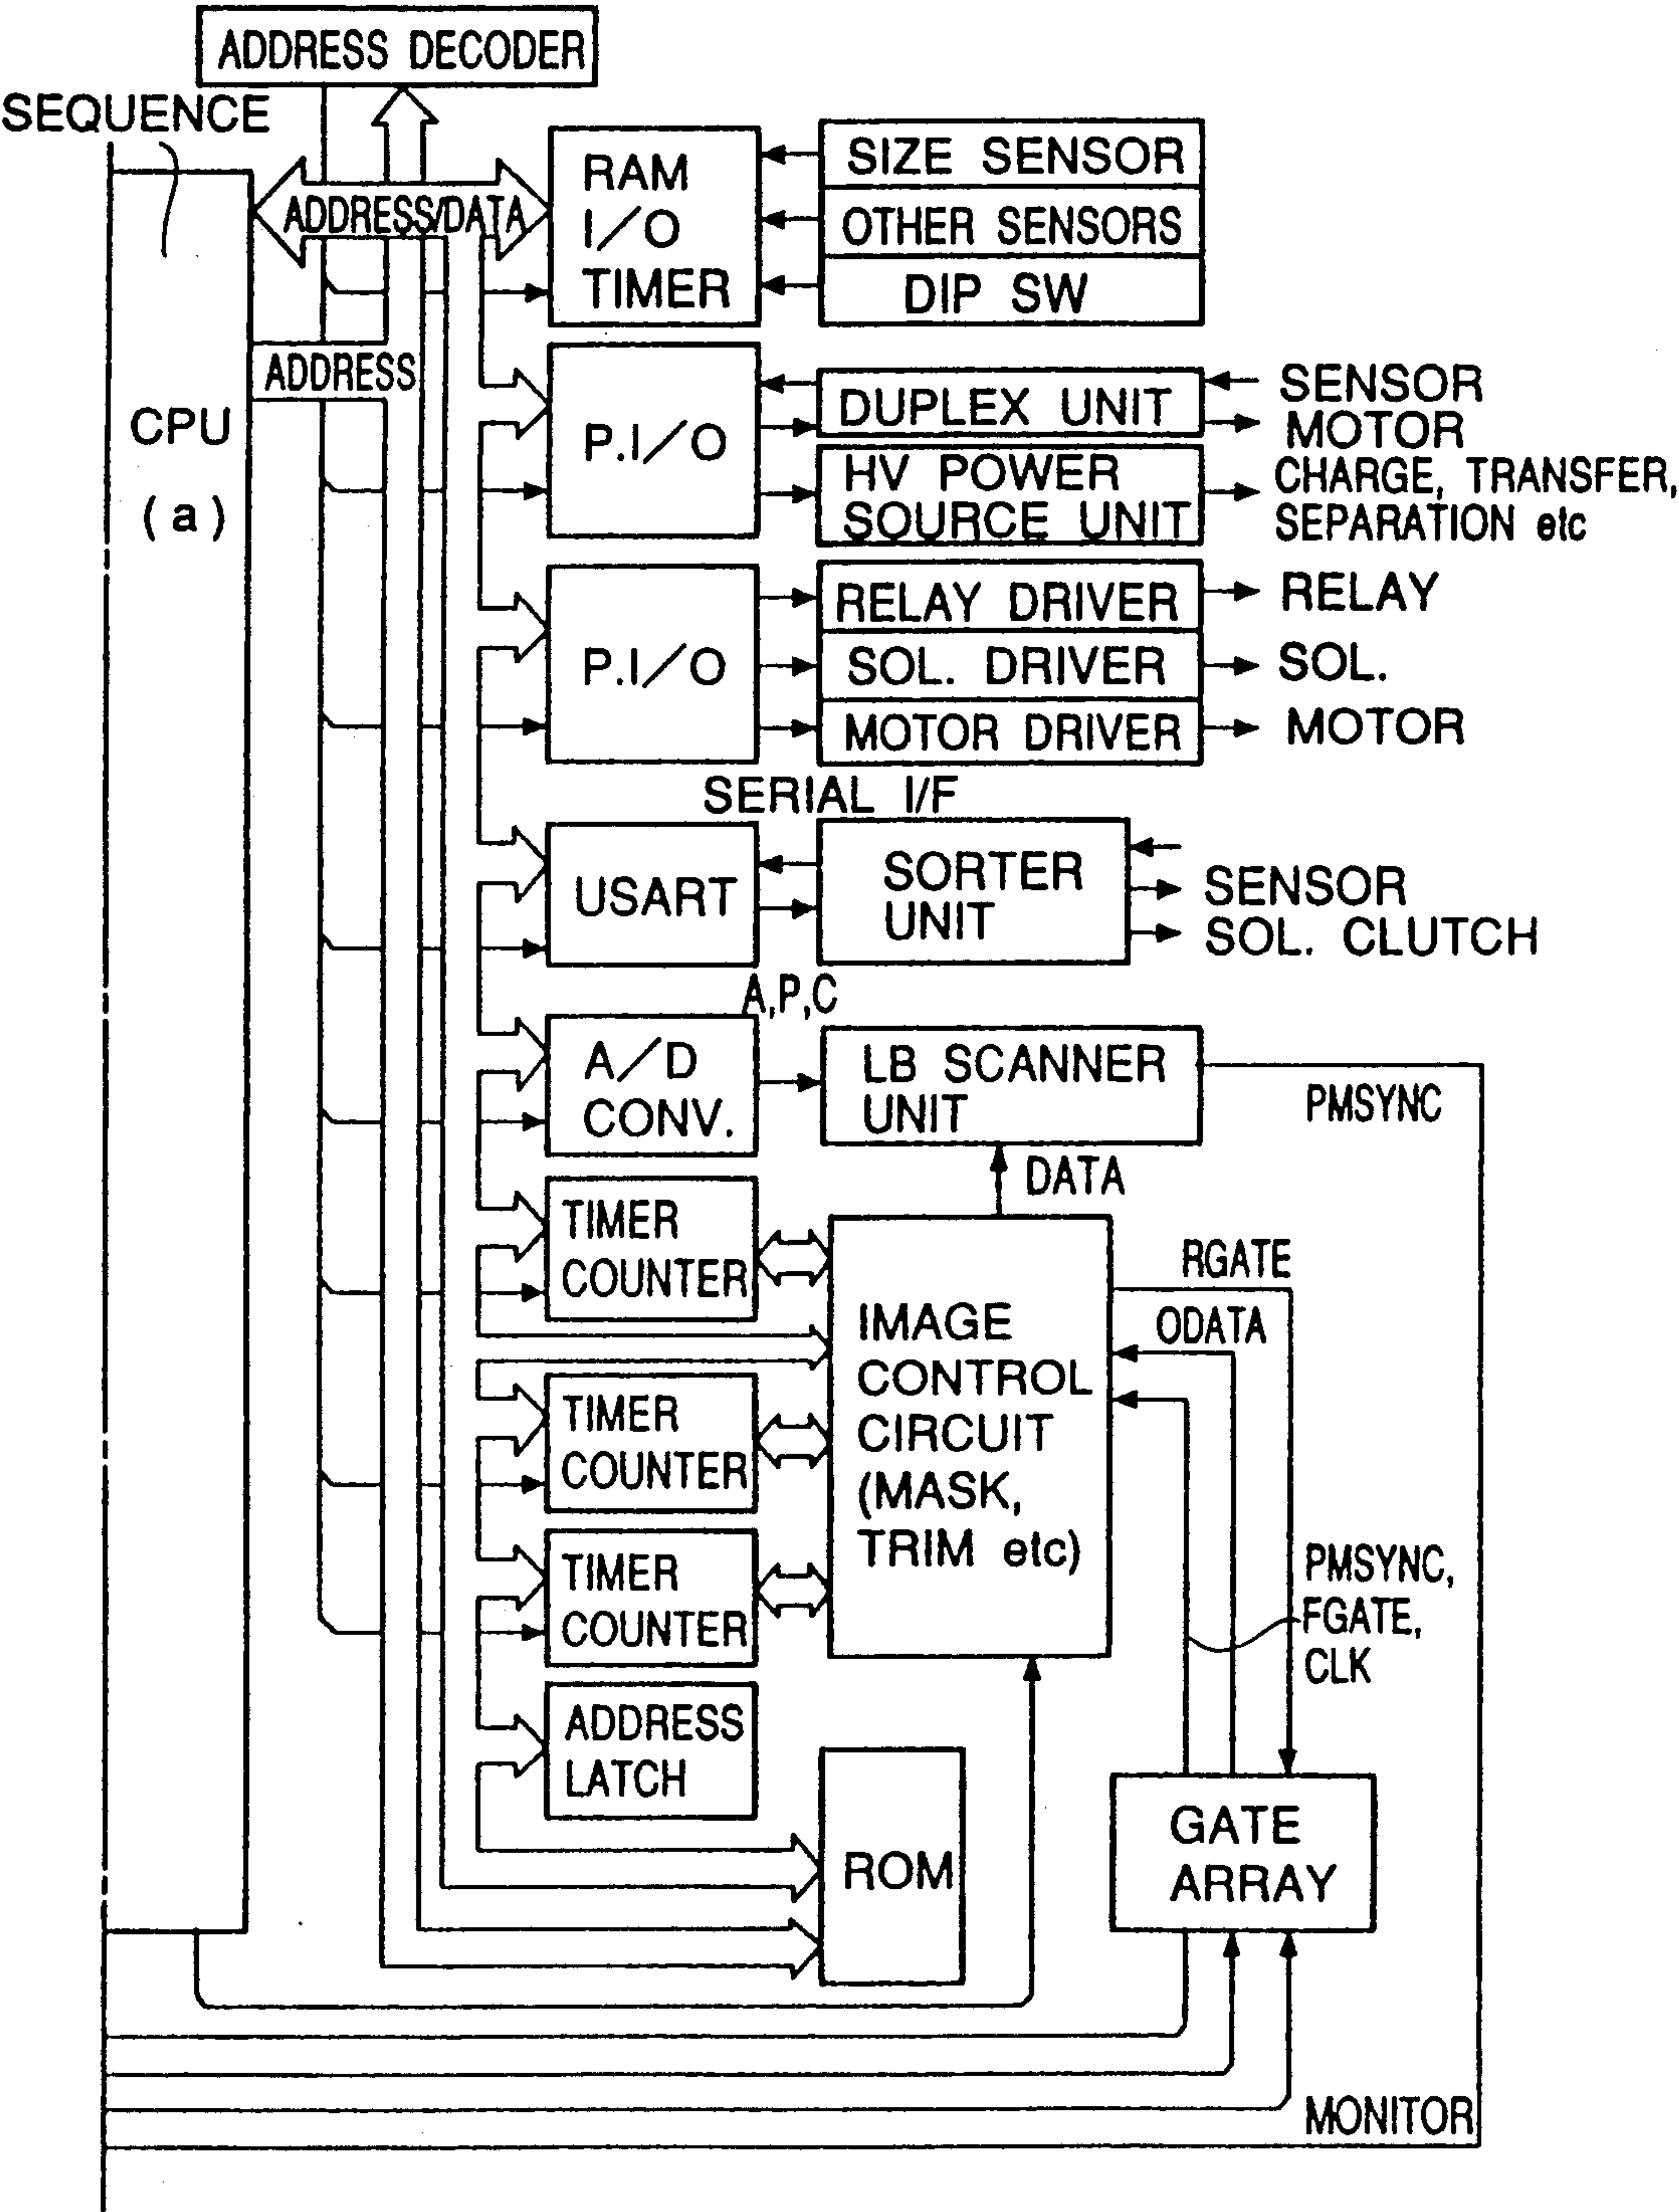 ADDRESS DECODER
SEQUENCE
ADDRESS/DATA
RAM
I/O
TIMER
SIZE SENSOR
OTHER SENSORS
DIP SW
ADDRESS
CPU
(a)
P.I/O
DUPLEX UNIT
SENSOR
MOTOR
HV POWER
SOURCE UNIT
CHARGE, TRANSFER,
SEPARATION etc
P.I/O
RELAY DRIVER
RELAY
SOL. DRIVER
SOL.
MOTOR DRIVER
MOTOR
SERIAL I/F
USART
SORTER
UNIT
SENSOR
SOL. CLUTCH
A,P,C
A/D
CONV.
LB SCANNER
UNIT
PMSYNC
DATA
TIMER
COUNTER
RGATE
ODATA
IMAGE
CONTROL
CIRCUIT
(MASK,
TRIM etc)
TIMER
COUNTER
TIMER
COUNTER
PMSYNC,
FGATE,
CLK
ADDRESS
LATCH
ROM
GATE
ARRAY
MONITOR